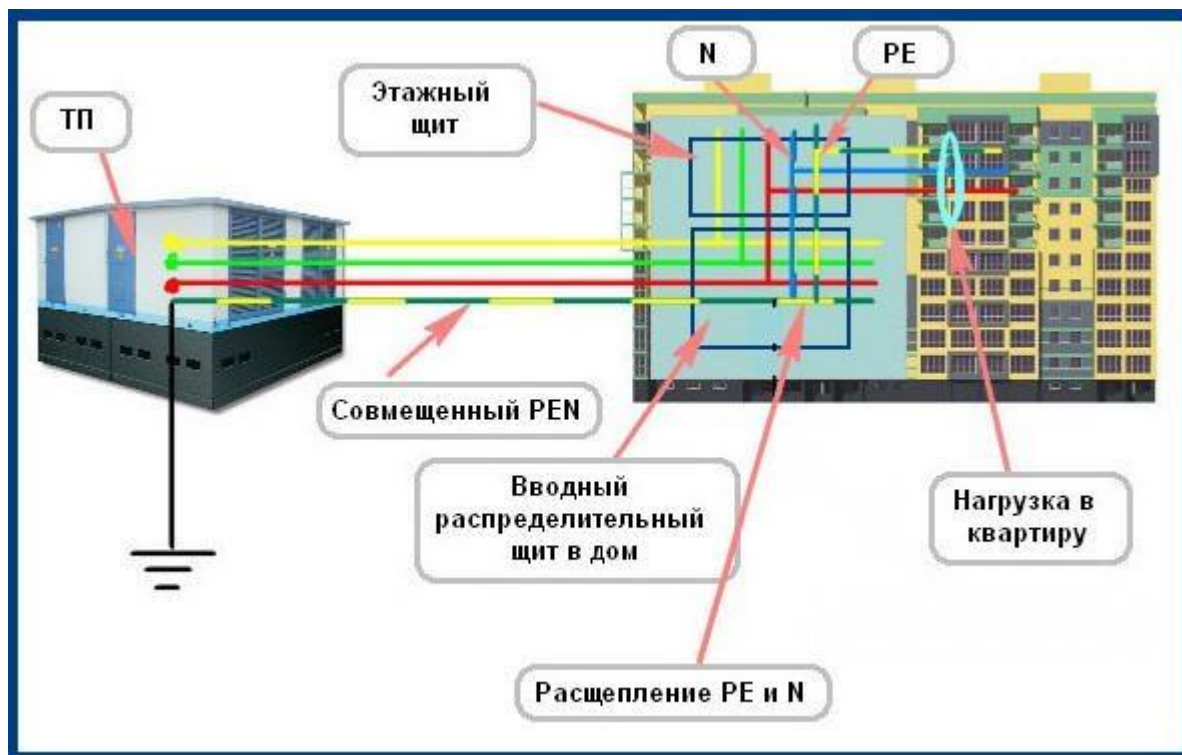 N
PE
Этажный
щит
ТП
Совмещенный PEN
Вводный
распределительный
щит в дом
Нагрузка в
квартиру
Расщепление PE и N